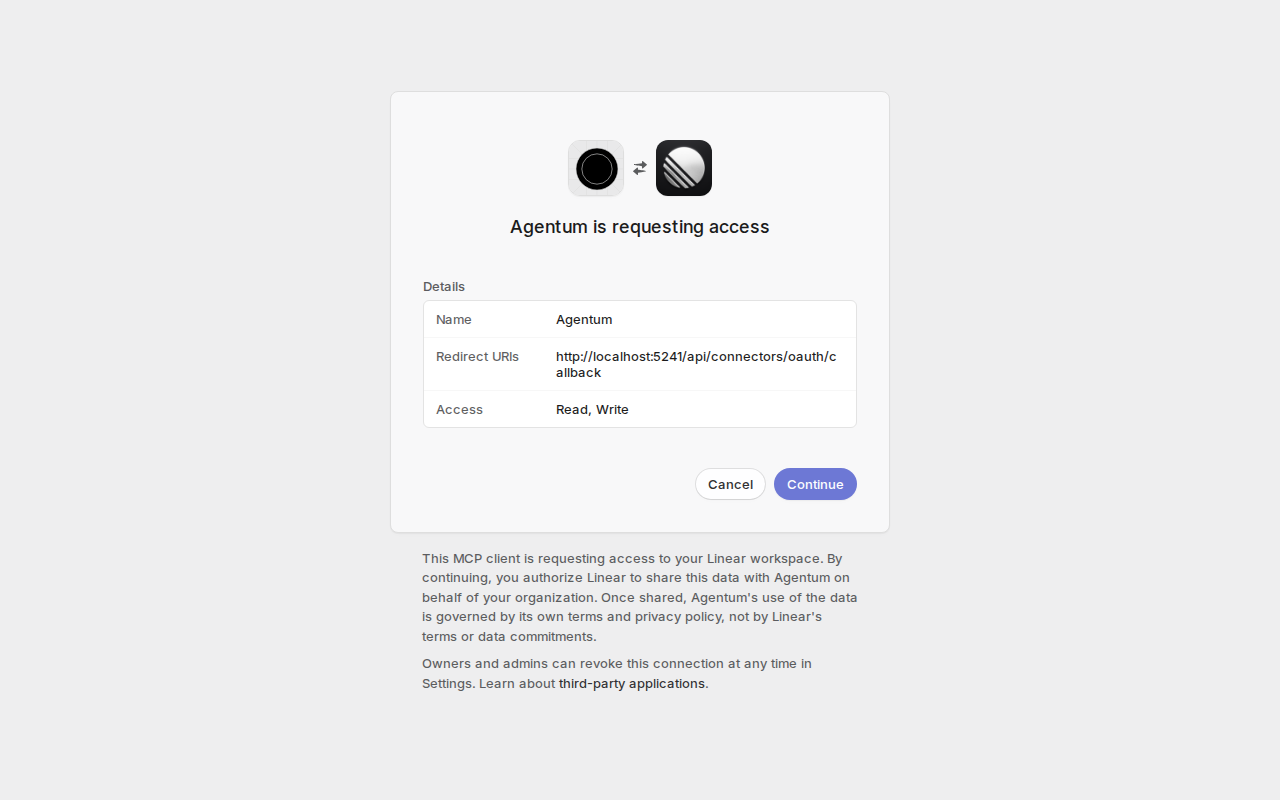 Agentum is requesting access
Details
Name Agentum
Redirect URIs http://localhost:5241/api/connectors/oauth/c
allback
Access Read, Write
Cancel Continue
This MCP client is requesting access to your Linear workspace. By
continuing, you authorize Linear to share this data with Agentum on
behalf of your organization. Once shared, Agentum's use of the data
is governed by its own terms and privacy policy, not by Linear's
terms or data commitments.
Owners and admins can revoke this connection at any time in
Settings. Learn about third-party applications.